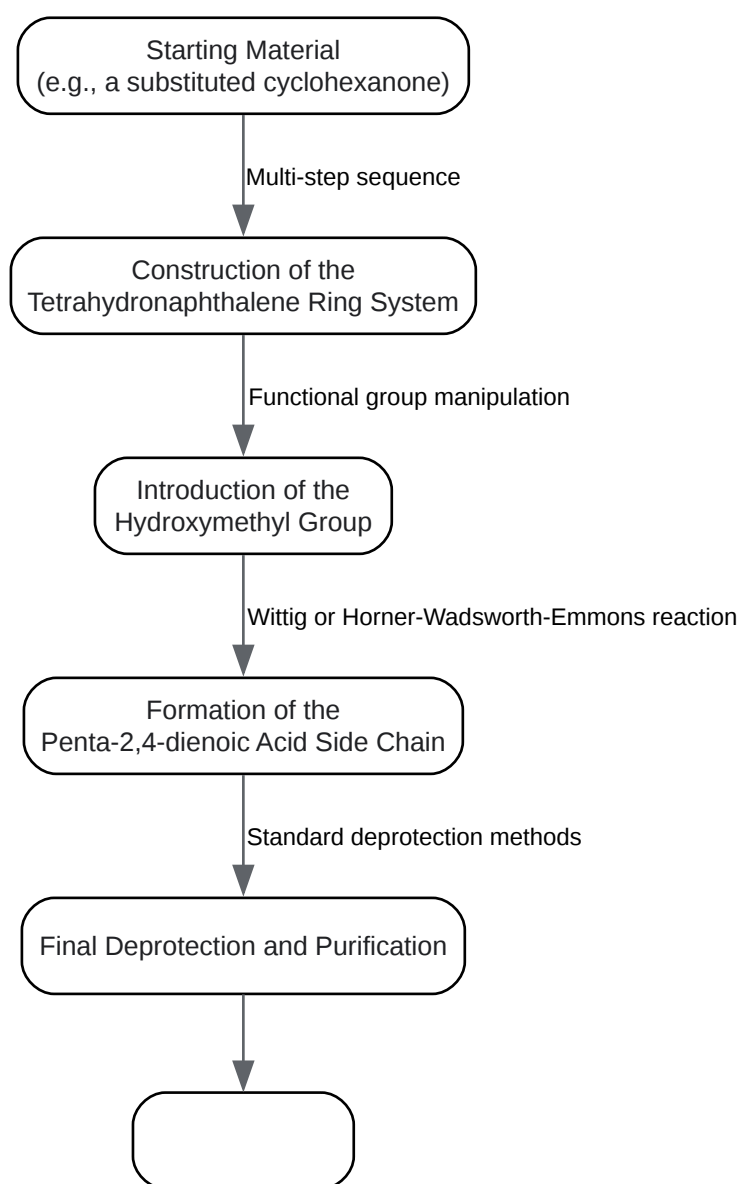 Starting Material
(e.g., a substituted cyclohexanone)
Multi-step sequence
Construction of the
Tetrahydronaphthalene Ring System
Functional group manipulation
Introduction of the
Hydroxymethyl Group
Wittig or Horner-Wadsworth-Emmons reaction
Formation of the
Penta-2,4-dienoic Acid Side Chain
Standard deprotection methods
Final Deprotection and Purification